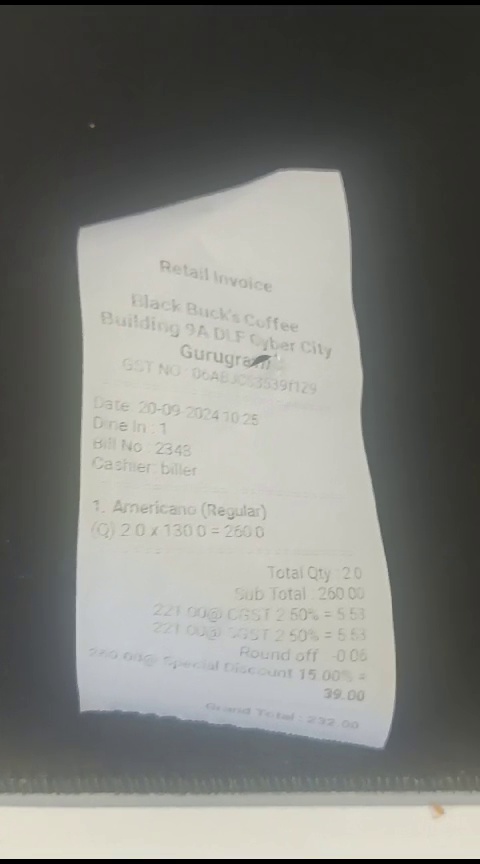 Retail Invoice
Black Buck's Coffee
Building 9A DLF Cyber City
Gurugram
GST NO
Date: 20-09-2024 10:25
Dine In : 1
Bill No : 2348
Cashier: biller
1. Americano (Regular)
(Q) 2.0 x 130.0 = 260.0
Total Qty : 2.0
Sub Total : 260.00
221.00@ CGST 2.50% = 5.53
221.00@ SGST 2.50% = 5.53
Round off -0.06
260.00@ Special Discount 15.00% =
39.00
Grand Total : 232.00